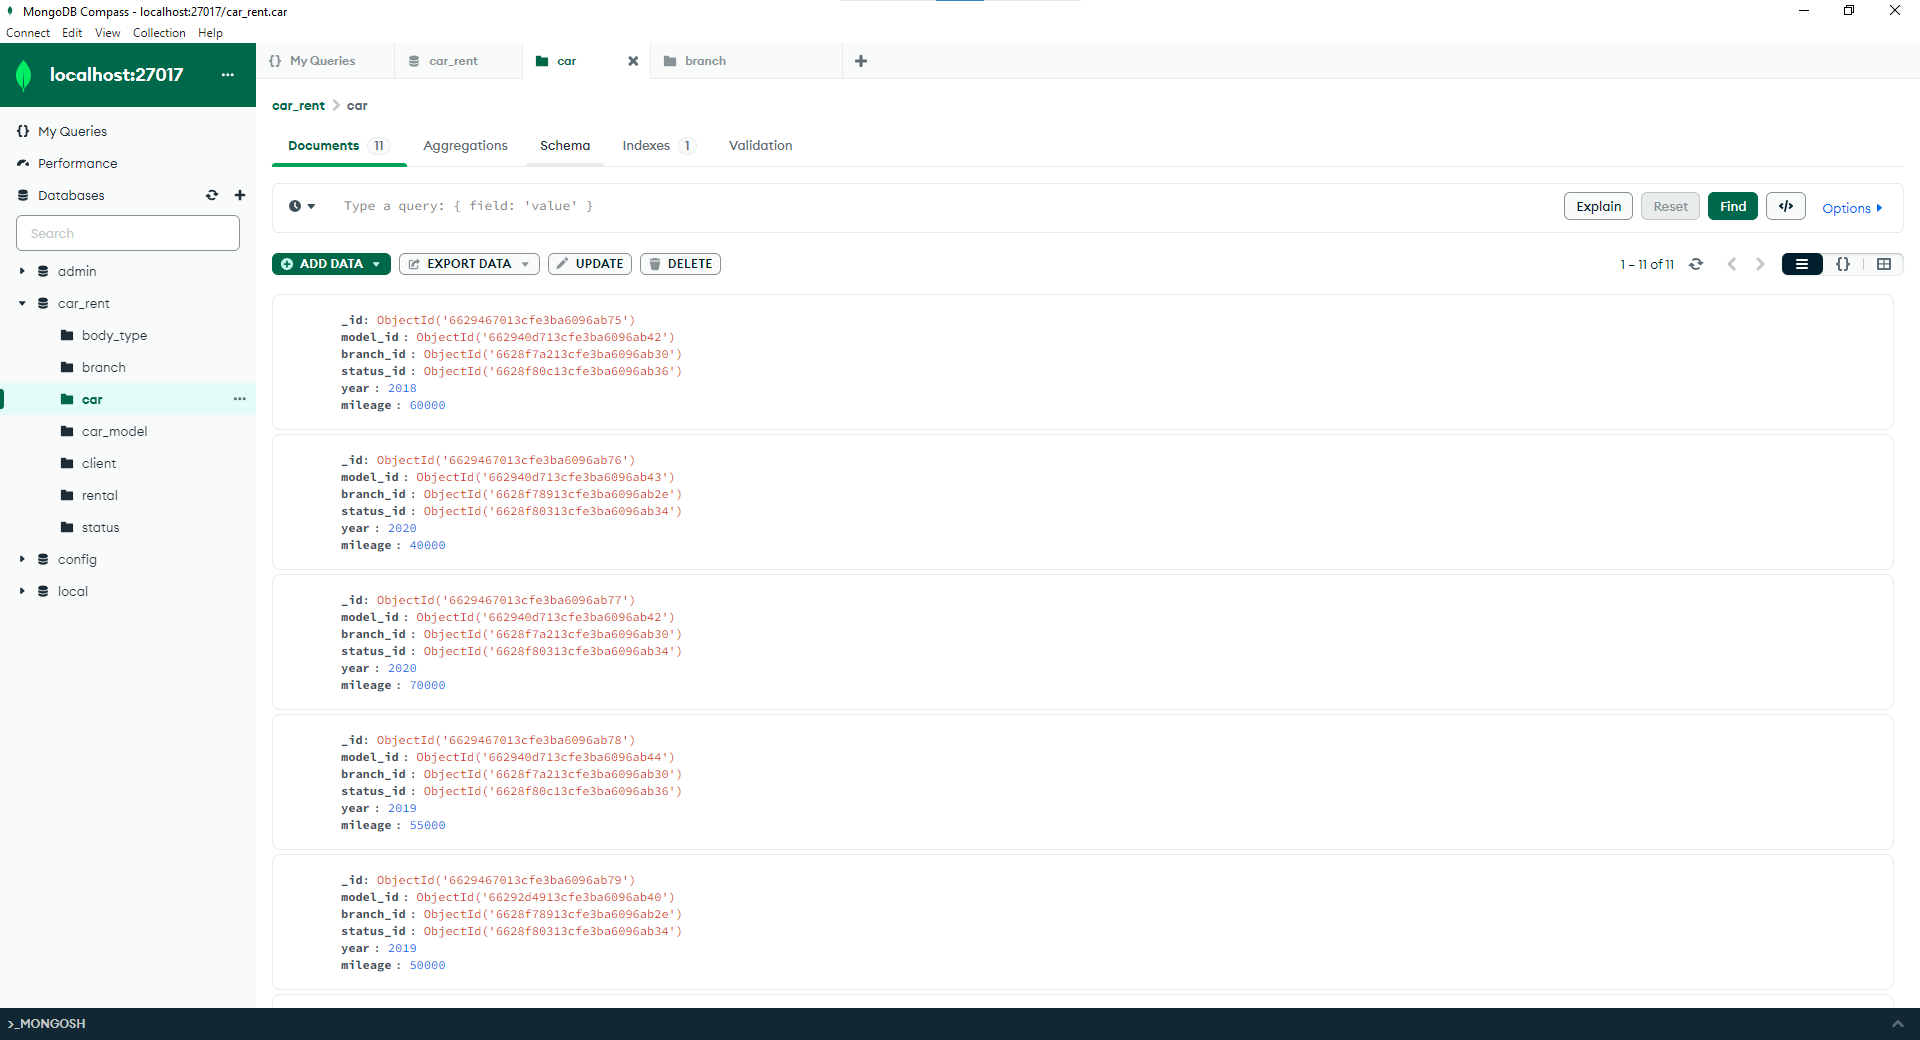 MongoDB Compass - localhost:27017/car_rent.car
Connect Edit View Collection Help
localhost:27017
My Queries
Performance
Databases
Search
admin
car_rent
body_type
branch
car
car_model
client
rental
status
config
local
My Queries car_rent car branch
car_rent > car
Documents 11 Aggregations Schema Indexes 1 Validation
Type a query: { field: 'value' }
Explain Reset Find </> Options
ADD DATA EXPORT DATA UPDATE DELETE
1 – 11 of 11
_id: ObjectId('6629467013cfe3ba6096ab75')
model_id : ObjectId('662940d713cfe3ba6096ab42')
branch_id : ObjectId('6628f7a213cfe3ba6096ab30')
status_id : ObjectId('6628f80c13cfe3ba6096ab36')
year : 2018
mileage : 60000
_id: ObjectId('6629467013cfe3ba6096ab76')
model_id : ObjectId('662940d713cfe3ba6096ab43')
branch_id : ObjectId('6628f78913cfe3ba6096ab2e')
status_id : ObjectId('6628f80313cfe3ba6096ab34')
year : 2020
mileage : 40000
_id: ObjectId('6629467013cfe3ba6096ab77')
model_id : ObjectId('662940d713cfe3ba6096ab42')
branch_id : ObjectId('6628f7a213cfe3ba6096ab30')
status_id : ObjectId('6628f80313cfe3ba6096ab34')
year : 2020
mileage : 70000
_id: ObjectId('6629467013cfe3ba6096ab78')
model_id : ObjectId('662940d713cfe3ba6096ab44')
branch_id : ObjectId('6628f7a213cfe3ba6096ab30')
status_id : ObjectId('6628f80c13cfe3ba6096ab36')
year : 2019
mileage : 55000
_id: ObjectId('6629467013cfe3ba6096ab79')
model_id : ObjectId('66292d4913cfe3ba6096ab40')
branch_id : ObjectId('6628f78913cfe3ba6096ab2e')
status_id : ObjectId('6628f80313cfe3ba6096ab34')
year : 2019
mileage : 50000
>_MONGOSH